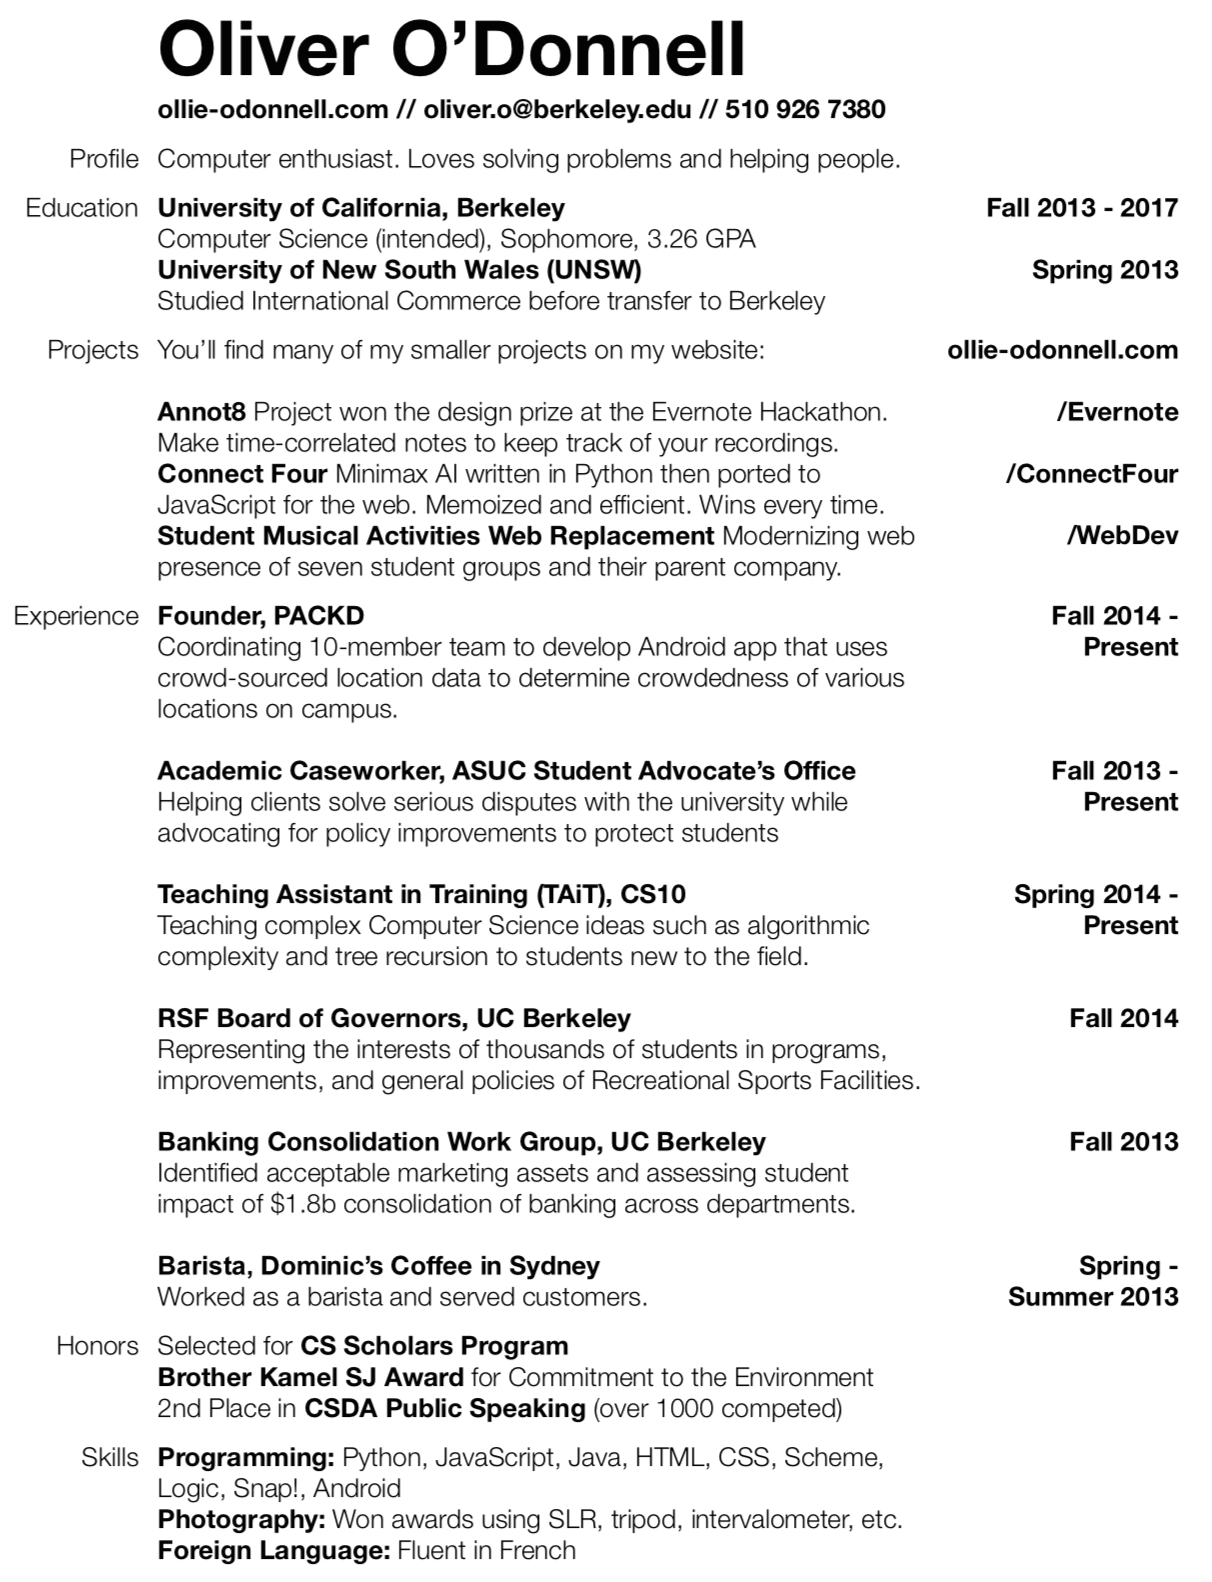 Oliver O’Donnell
ollie-odonnell.com // oliver.o@berkeley.edu // 510 926 7380
Profile Computer enthusiast. Loves solving problems and helping people.
Education University of California, Berkeley Fall 2013 - 2017
Computer Science (intended), Sophomore, 3.26 GPA
University of New South Wales (UNSW) Spring 2013
Studied International Commerce before transfer to Berkeley
Projects You’ll find many of my smaller projects on my website: ollie-odonnell.com
Annot8 Project won the design prize at the Evernote Hackathon. /Evernote
Make time-correlated notes to keep track of your recordings.
Connect Four Minimax AI written in Python then ported to /ConnectFour
JavaScript for the web. Memoized and efficient. Wins every time.
Student Musical Activities Web Replacement Modernizing web /WebDev
presence of seven student groups and their parent company.
Experience Founder, PACKD Fall 2014 -
Coordinating 10-member team to develop Android app that uses Present
crowd-sourced location data to determine crowdedness of various
locations on campus.
Academic Caseworker, ASUC Student Advocate’s Office Fall 2013 -
Helping clients solve serious disputes with the university while Present
advocating for policy improvements to protect students
Teaching Assistant in Training (TAiT), CS10 Spring 2014 -
Teaching complex Computer Science ideas such as algorithmic Present
complexity and tree recursion to students new to the field.
RSF Board of Governors, UC Berkeley Fall 2014
Representing the interests of thousands of students in programs,
improvements, and general policies of Recreational Sports Facilities.
Banking Consolidation Work Group, UC Berkeley Fall 2013
Identified acceptable marketing assets and assessing student
impact of $1.8b consolidation of banking across departments.
Barista, Dominic’s Coffee in Sydney Spring -
Worked as a barista and served customers. Summer 2013
Honors Selected for CS Scholars Program
Brother Kamel SJ Award for Commitment to the Environment
2nd Place in CSDA Public Speaking (over 1000 competed)
Skills Programming: Python, JavaScript, Java, HTML, CSS, Scheme,
Logic, Snap!, Android
Photography: Won awards using SLR, tripod, intervalometer, etc.
Foreign Language: Fluent in French